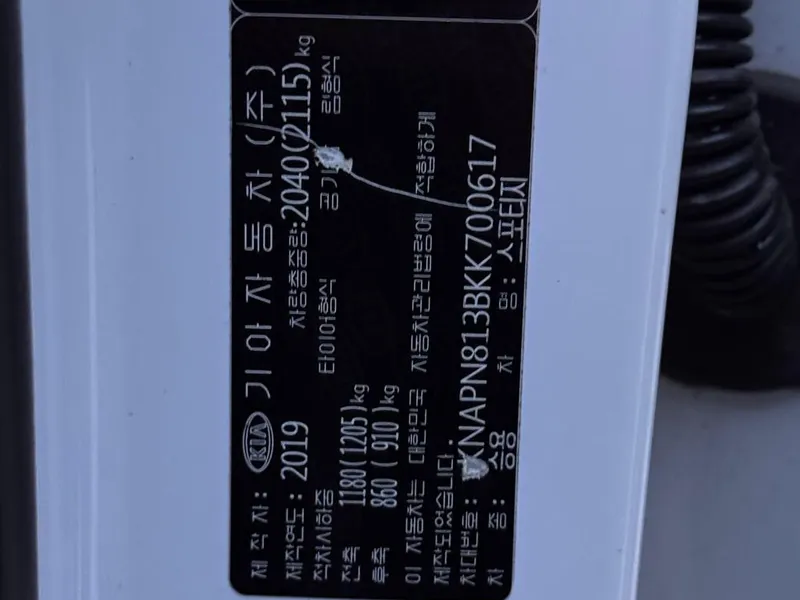 제 작 자 : KIA 기 아 자 동 차 ( 주 )
제작연도 : 2019 차량총중량:2040(2115)kg
적차시하중 타이어형식 공기 림형식
전축 1180(1205)kg
후축 860 ( 910)kg
이 자동차는 대한민국 자동차관리법령에 적합하게
제작되었습니다.
차대번호: KNAPN813BKK700617
차 종: 승용 차 명: 스포티지